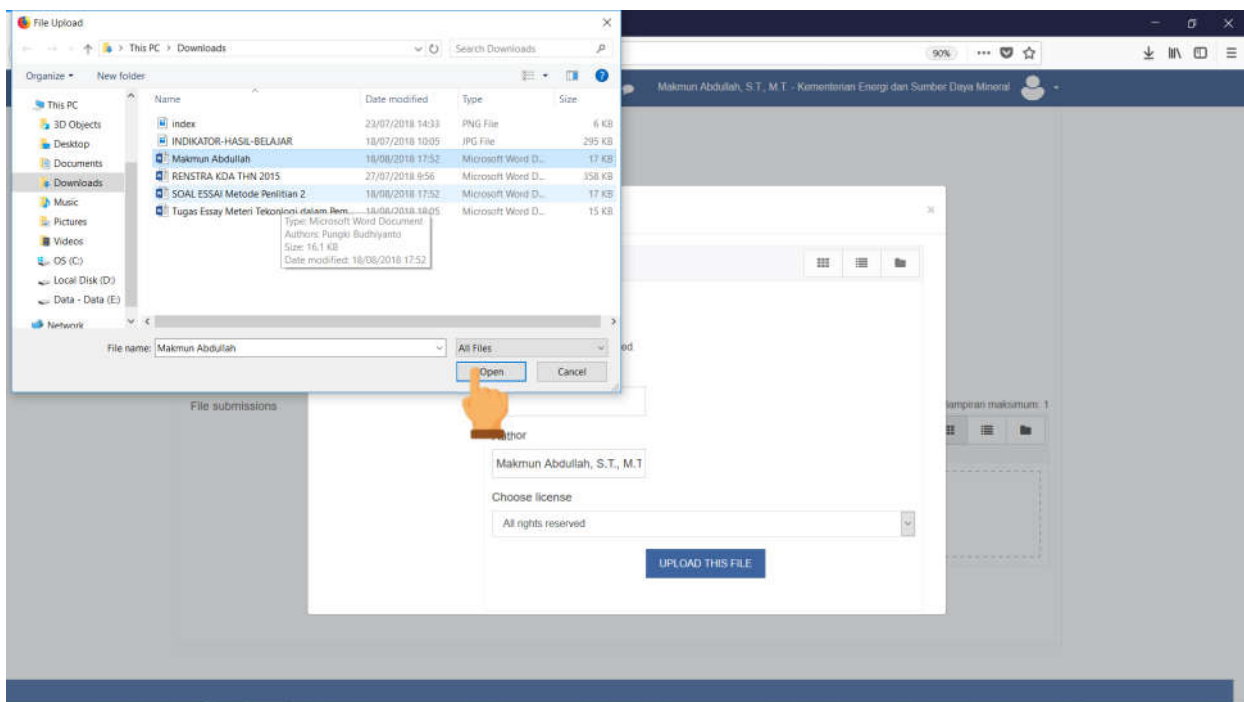 File Upload
This PC > Downloads
Search Downloads
90%
Organize
New folder
Makmun Abdullah, S.T., M.T. - Kementerian Energi dan Sumber Daya Mineral
This PC
3D Objects
Desktop
Documents
Downloads
Music
Pictures
Videos
OS (C:)
Local Disk (D:)
Data - Data (E:)
Network
Name Date modified Type Size
index 23/07/2018 14:33 PNG File 6 KB
INDIKATOR-HASIL-BELAJAR 18/07/2018 10:05 JPG File 295 KB
Makmun Abdullah 18/08/2018 17:52 Microsoft Word D... 17 KB
RENSTRA KDA THN 2015 27/07/2018 9:56 Microsoft Word D... 358 KB
SOAL ESSAI Metode Penlitian 2 18/08/2018 17:52 Microsoft Word D... 17 KB
Tugas Essay Meteri Tekonlogi dalam Pem... 18/08/2018 18:05 Microsoft Word D... 15 KB
Type: Microsoft Word Document
Authors: Pungki Budhiyanto
Size: 16,1 KB
Date modified: 18/08/2018 17:52
File name: Makmun Abdullah
All Files
Open
Cancel
File submissions
lampiran maksimum: 1
Author
Makmun Abdullah, S.T., M.T
Choose license
All rights reserved
UPLOAD THIS FILE